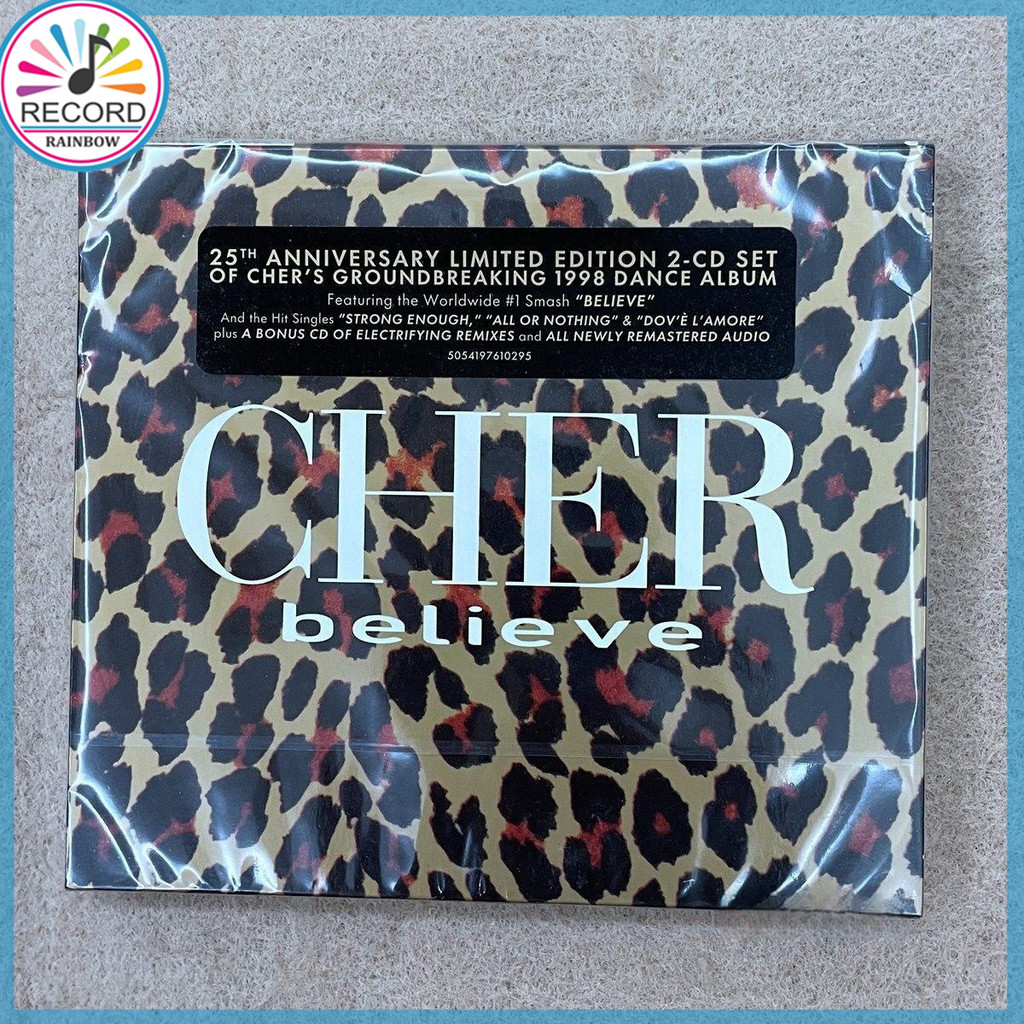 RECORD
RAINBOW
25TH ANNIVERSARY LIMITED EDITION 2-CD SET
OF CHER'S GROUNDBREAKING 1998 DANCE ALBUM
Featuring the Worldwide #1 Smash "BELIEVE"
And the Hit Singles "STRONG ENOUGH," "ALL OR NOTHING" & "DOV'È L'AMORE"
plus A BONUS CD OF ELECTRIFYING REMIXES and ALL NEWLY REMASTERED AUDIO
5054197610295
CHER
believe